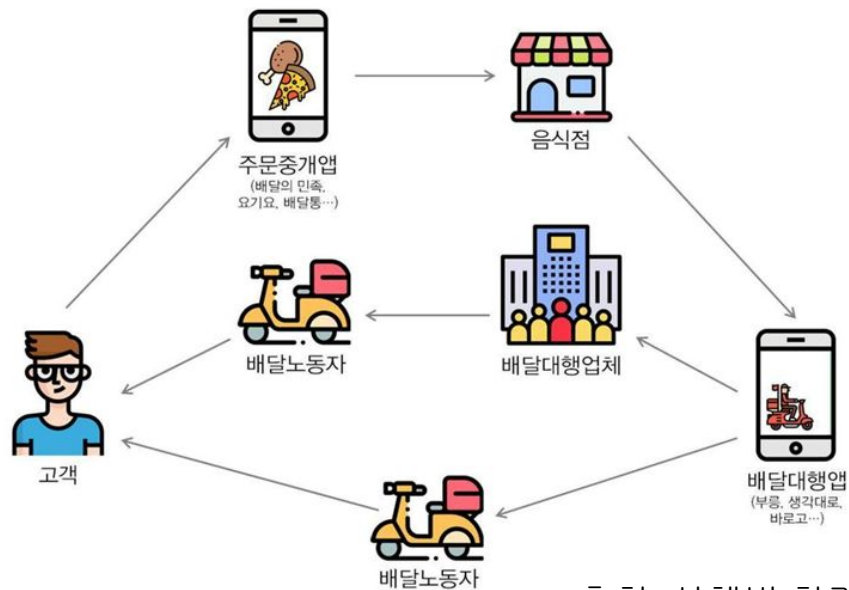 주문중개앱
(배달의 민족,
요기요, 배달통…)
음식점
배달노동자
배달대행업체
고객
배달대행앱
(부릉, 생각대로,
바로고…)
배달노동자